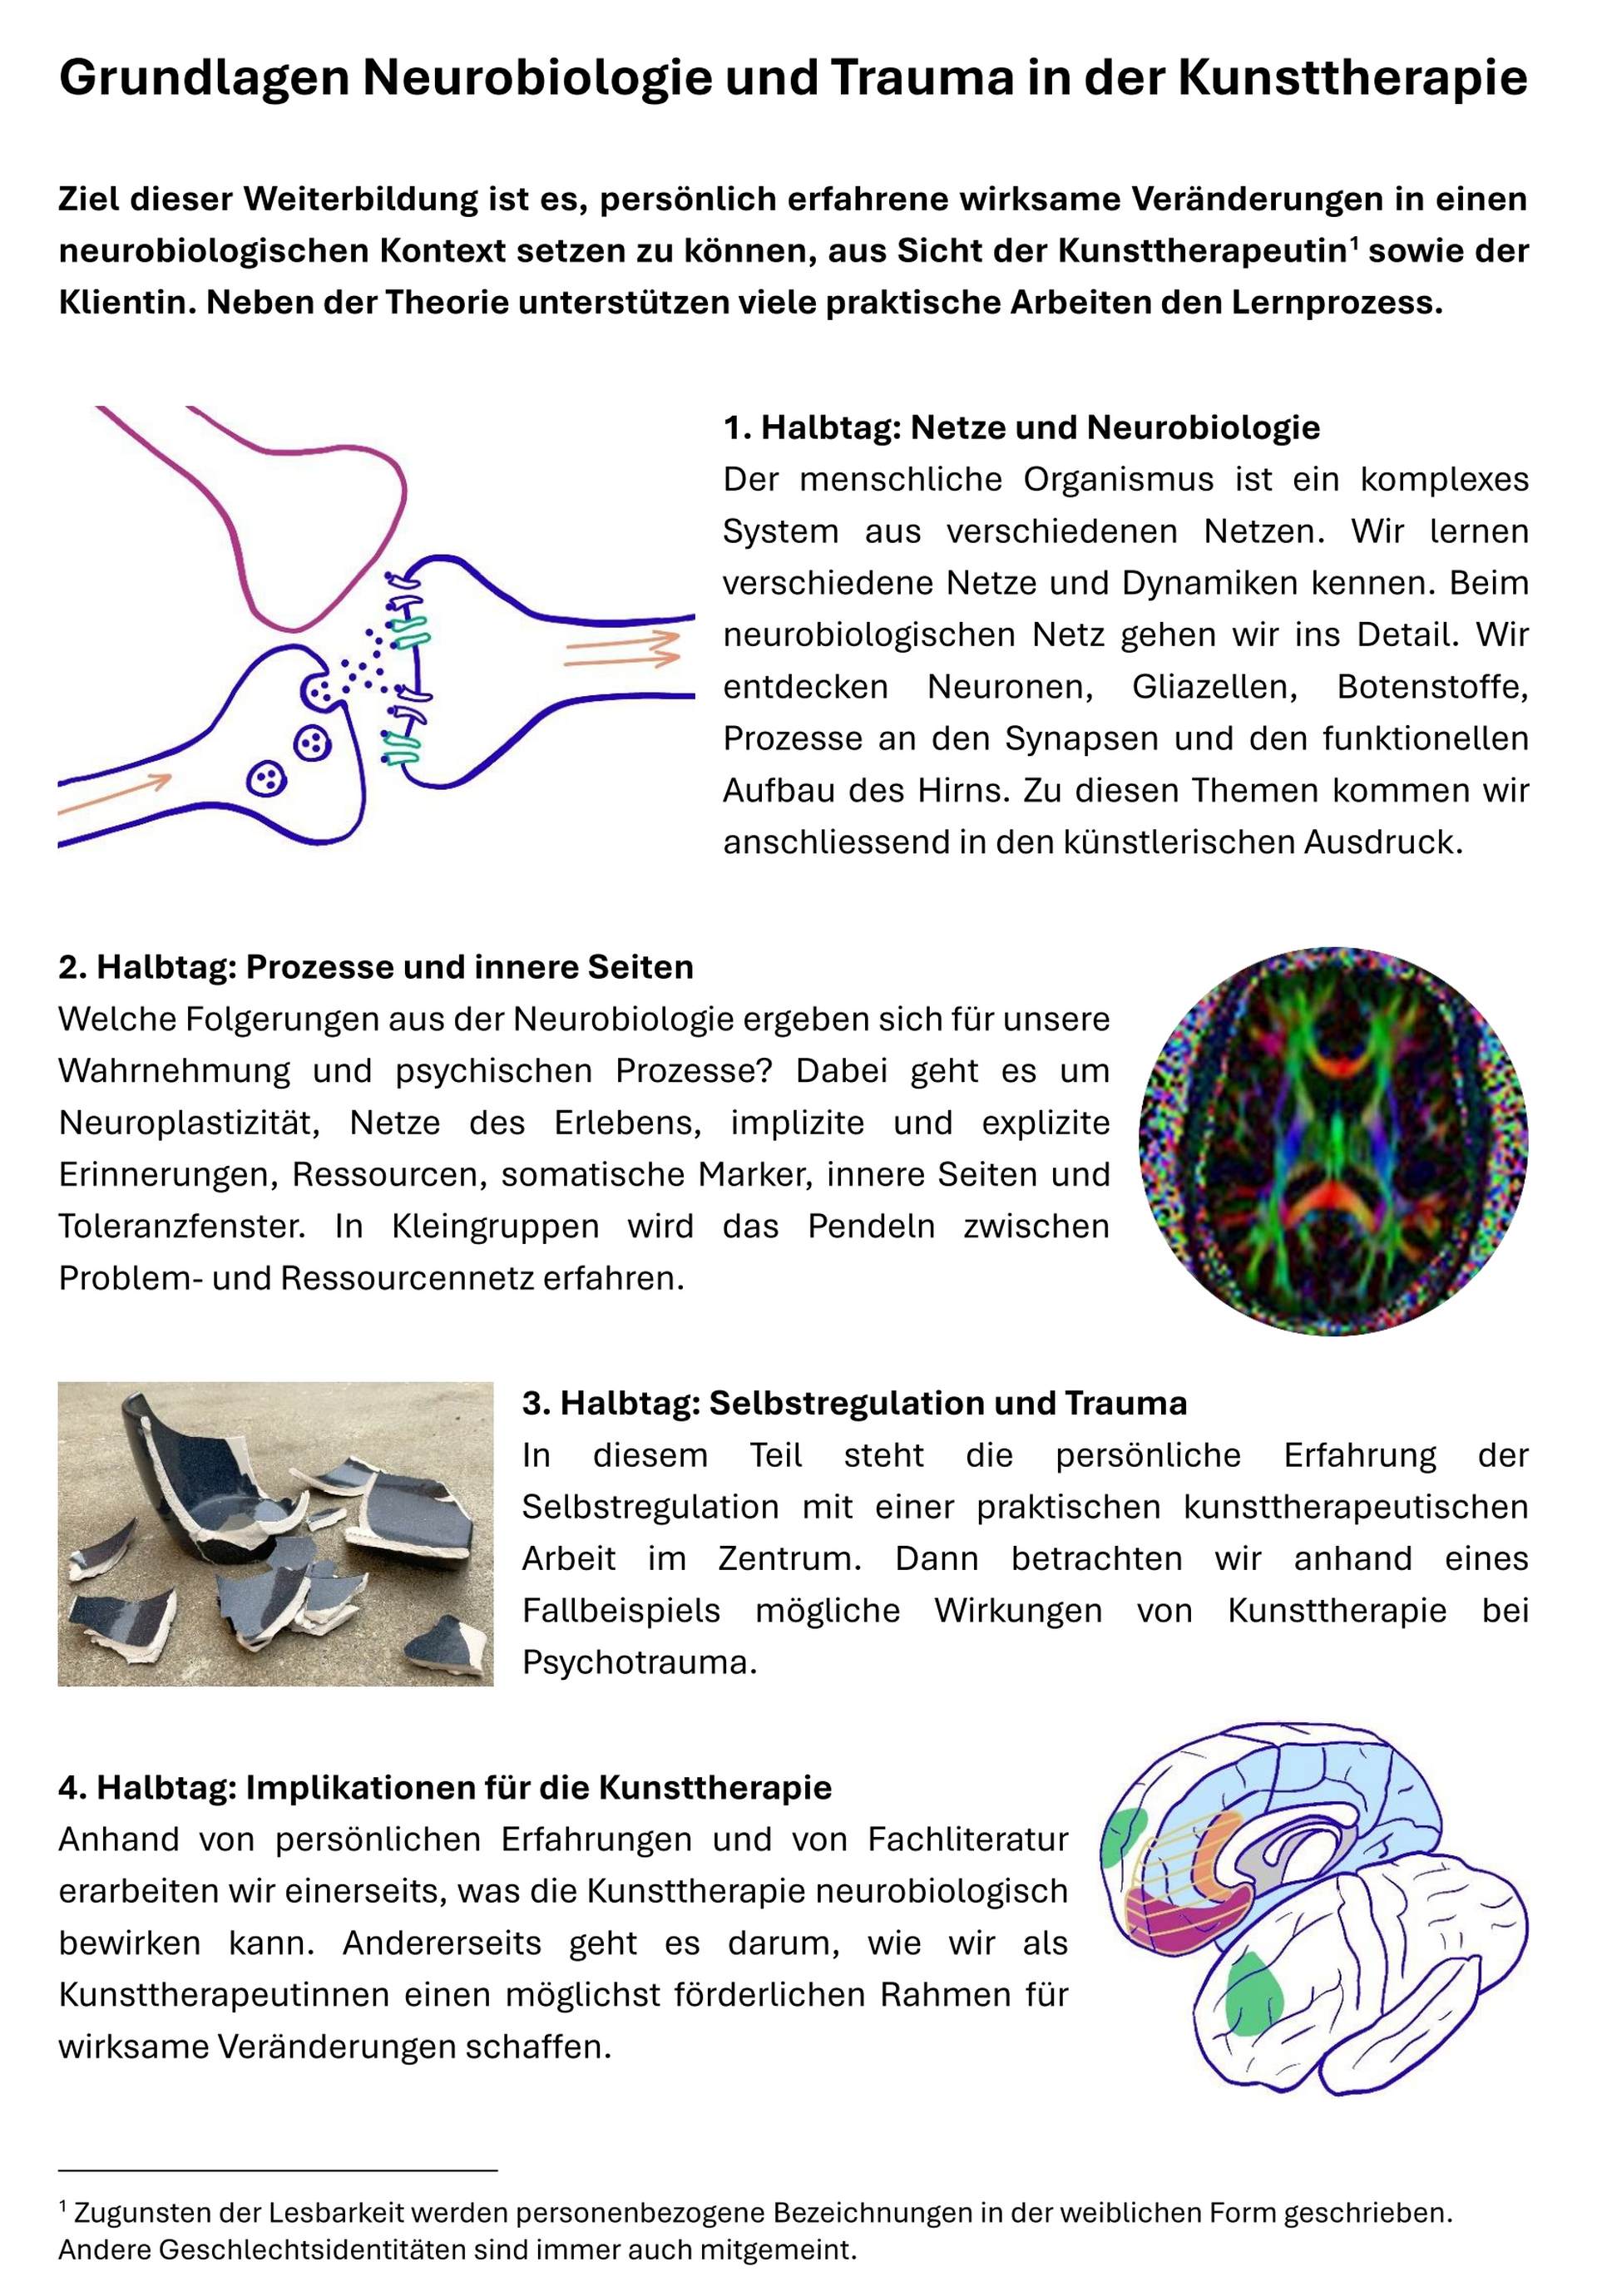 Grundlagen Neurobiologie und Trauma in der Kunsttherapie
Ziel dieser Weiterbildung ist es, persönlich erfahrene wirksame Veränderungen in einen
neurobiologischen Kontext setzen zu können, aus Sicht der Kunsttherapeutin¹ sowie der
Klientin. Neben der Theorie unterstützen viele praktische Arbeiten den Lernprozess.
1. Halbtag: Netze und Neurobiologie
Der menschliche Organismus ist ein komplexes
System aus verschiedenen Netzen. Wir lernen
verschiedene Netze und Dynamiken kennen. Beim
neurobiologischen Netz gehen wir ins Detail. Wir
entdecken Neuronen, Gliazellen, Botenstoffe,
Prozesse an den Synapsen und den funktionellen
Aufbau des Hirns. Zu diesen Themen kommen wir
anschliessend in den künstlerischen Ausdruck.
2. Halbtag: Prozesse und innere Seiten
Welche Folgerungen aus der Neurobiologie ergeben sich für unsere
Wahrnehmung und psychischen Prozesse? Dabei geht es um
Neuroplastizität, Netze des Erlebens, implizite und explizite
Erinnerungen, Ressourcen, somatische Marker, innere Seiten und
Toleranzfenster. In Kleingruppen wird das Pendeln zwischen
Problem- und Ressourcennetz erfahren.
3. Halbtag: Selbstregulation und Trauma
In diesem Teil steht die persönliche Erfahrung der
Selbstregulation mit einer praktischen kunsttherapeutischen
Arbeit im Zentrum. Dann betrachten wir anhand eines
Fallbeispiels mögliche Wirkungen von Kunsttherapie bei
Psychotrauma.
4. Halbtag: Implikationen für die Kunsttherapie
Anhand von persönlichen Erfahrungen und von Fachliteratur
erarbeiten wir einerseits, was die Kunsttherapie neurobiologisch
bewirken kann. Andererseits geht es darum, wie wir als
Kunsttherapeutinnen einen möglichst förderlichen Rahmen für
wirksame Veränderungen schaffen.
¹ Zugunsten der Lesbarkeit werden personenbezogene Bezeichnungen in der weiblichen Form geschrieben.
Andere Geschlechtsidentitäten sind immer auch mitgemeint.